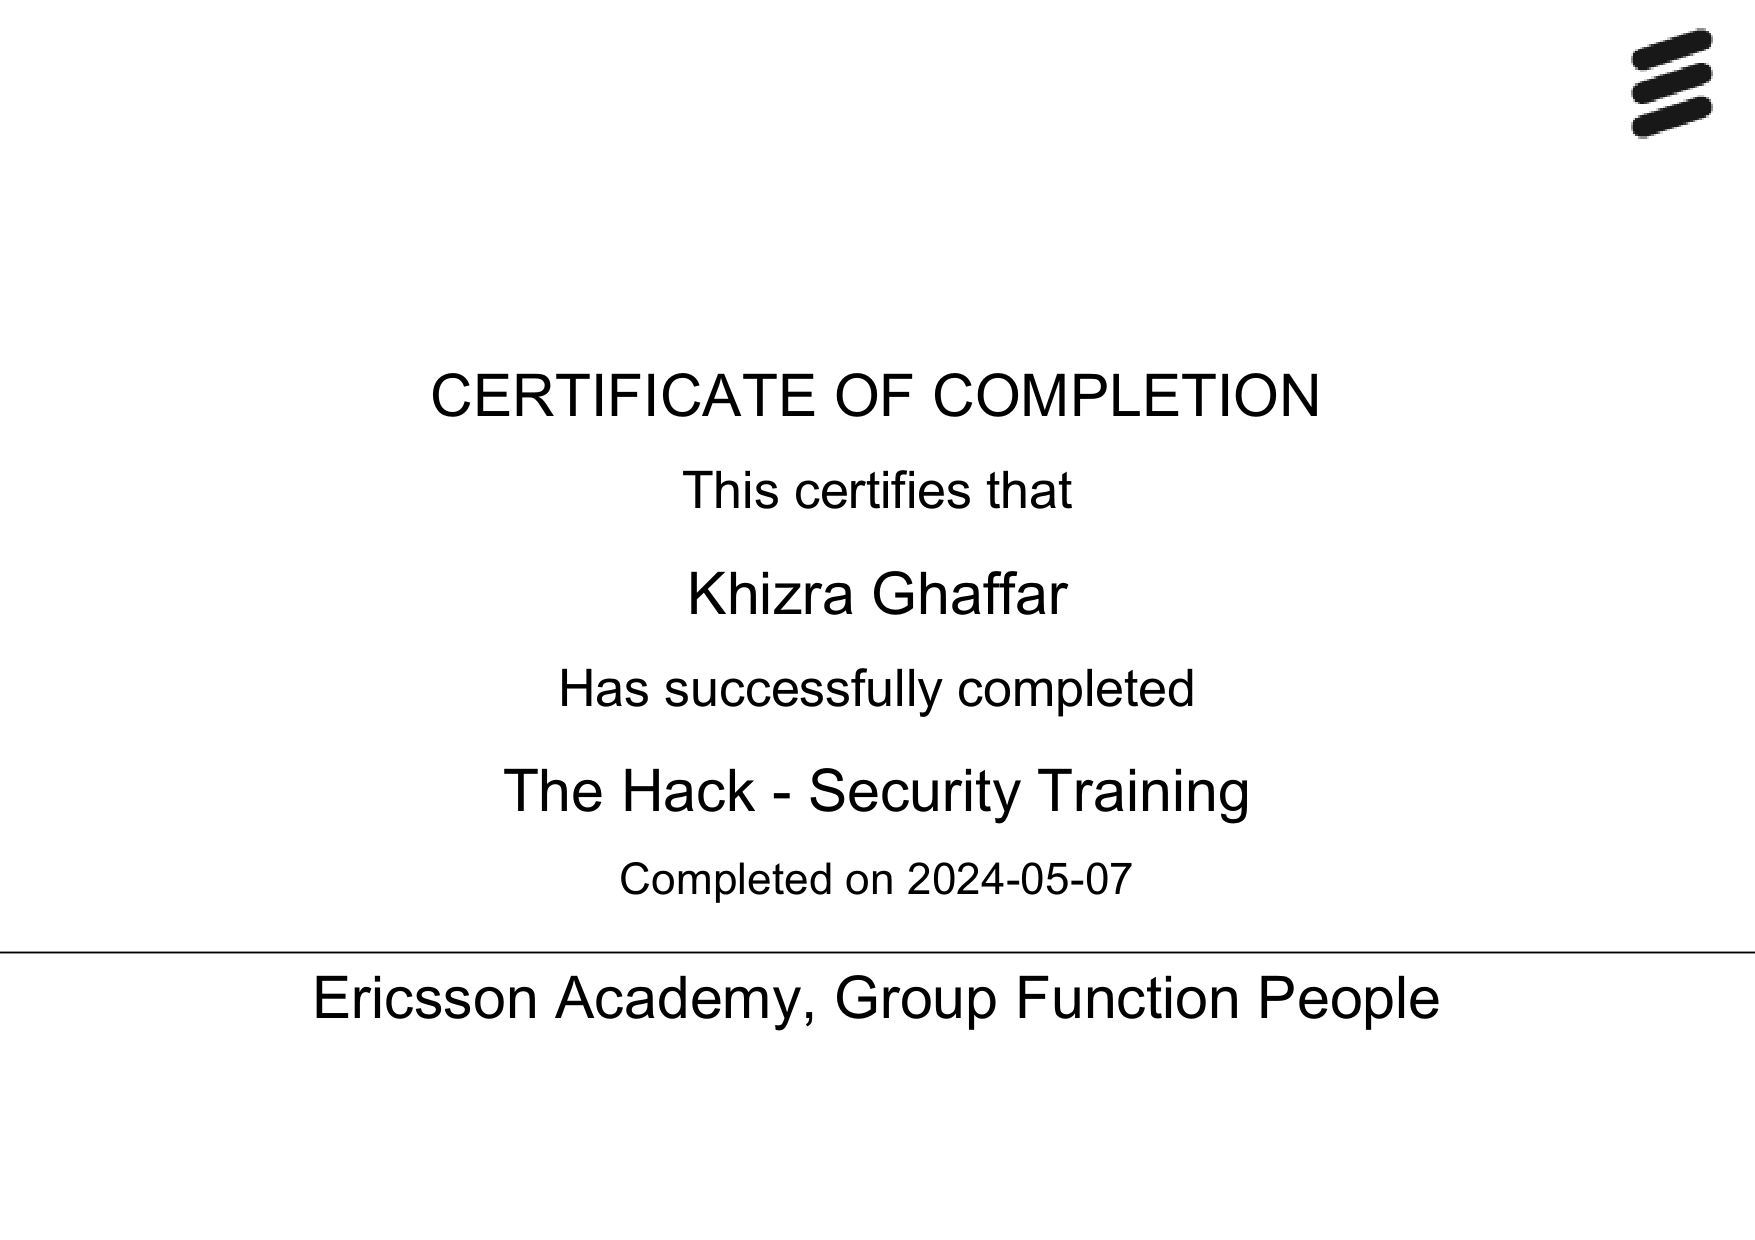 CERTIFICATE OF COMPLETION
This certifies that
Khizra Ghaffar
Has successfully completed
The Hack - Security Training
Completed on 2024-05-07
Ericsson Academy, Group Function People